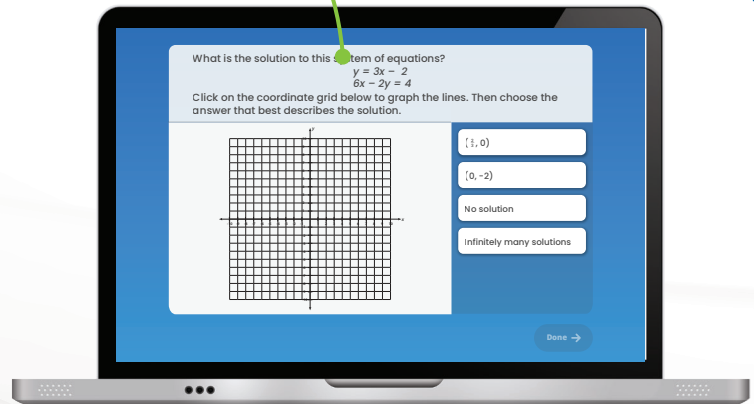 What is the solution to this tem of equations?
y = 3x − 2
6x − 2y = 4
Click on the coordinate grid below to graph the lines. Then choose the
answer that best describes the solution.
y
x
(0, -2)
No solution
Infinitely many solutions
Done →